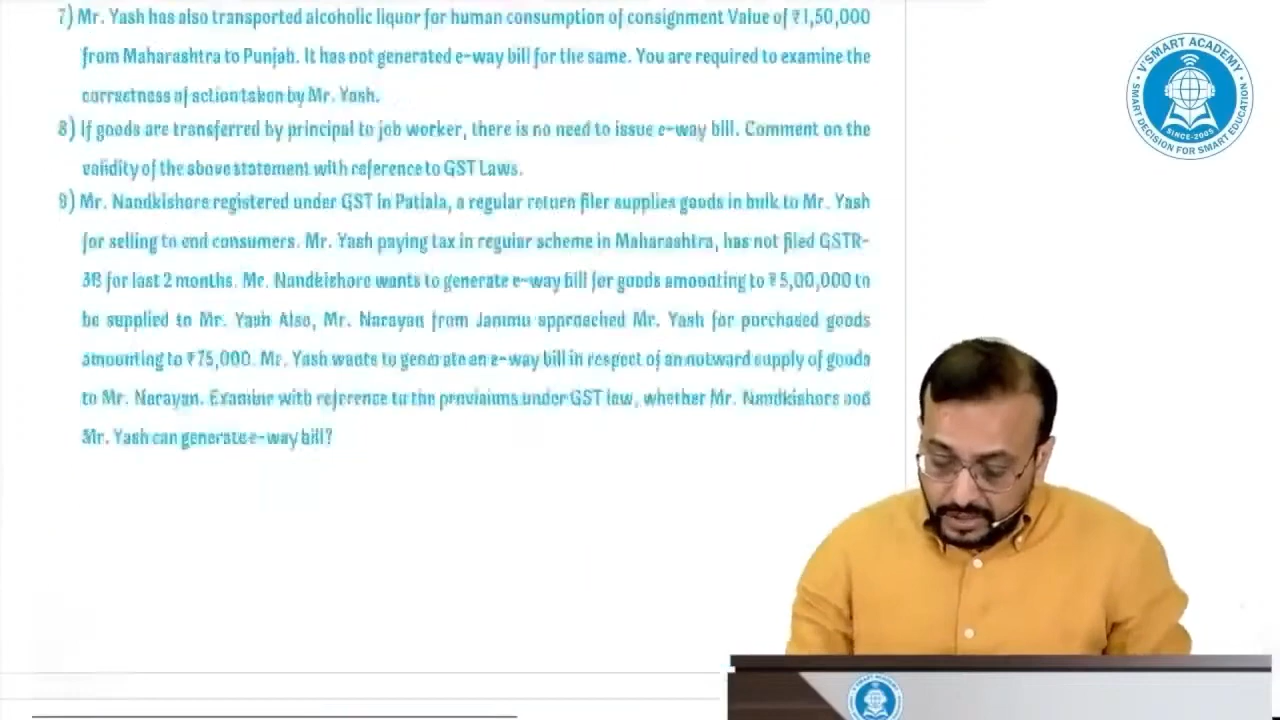 7) Mr. Yash has also transported alcoholic liquor for human consumption of consignment Value of ₹1,50,000
from Maharashtra to Punjab. It has not generated e-way bill for the same. You are required to examine the
correctness of action taken by Mr. Yash.
8) If goods are transferred by principal to job worker, there is no need to issue e-way bill. Comment on the
validity of the above statement with reference to GST Laws.
9) Mr. Nandkishore registered under GST in Patiala, a regular return filer supplies goods in bulk to Mr. Yash
for selling to end consumers. Mr. Yash paying tax in regular scheme in Maharashtra, has not filed GSTR-
3B for last 2 months. Mr. Nandkishore wants to generate e-way bill for goods amounting to ₹5,00,000 to
be supplied to Mr. Yash Also, Mr. Narayan from Jammu approached Mr. Yash for purchased goods
amounting to ₹75,000. Mr. Yash wants to generate an e-way bill in respect of an outward supply of goods
to Mr. Narayan. Examine with reference to the provisions under GST law, whether Mr. Nandkishore and
Mr. Yash can generate e-way bill?
V'SMART ACADEMY
SINCE-2005
SMART DECISION FOR SMART EDUCATION